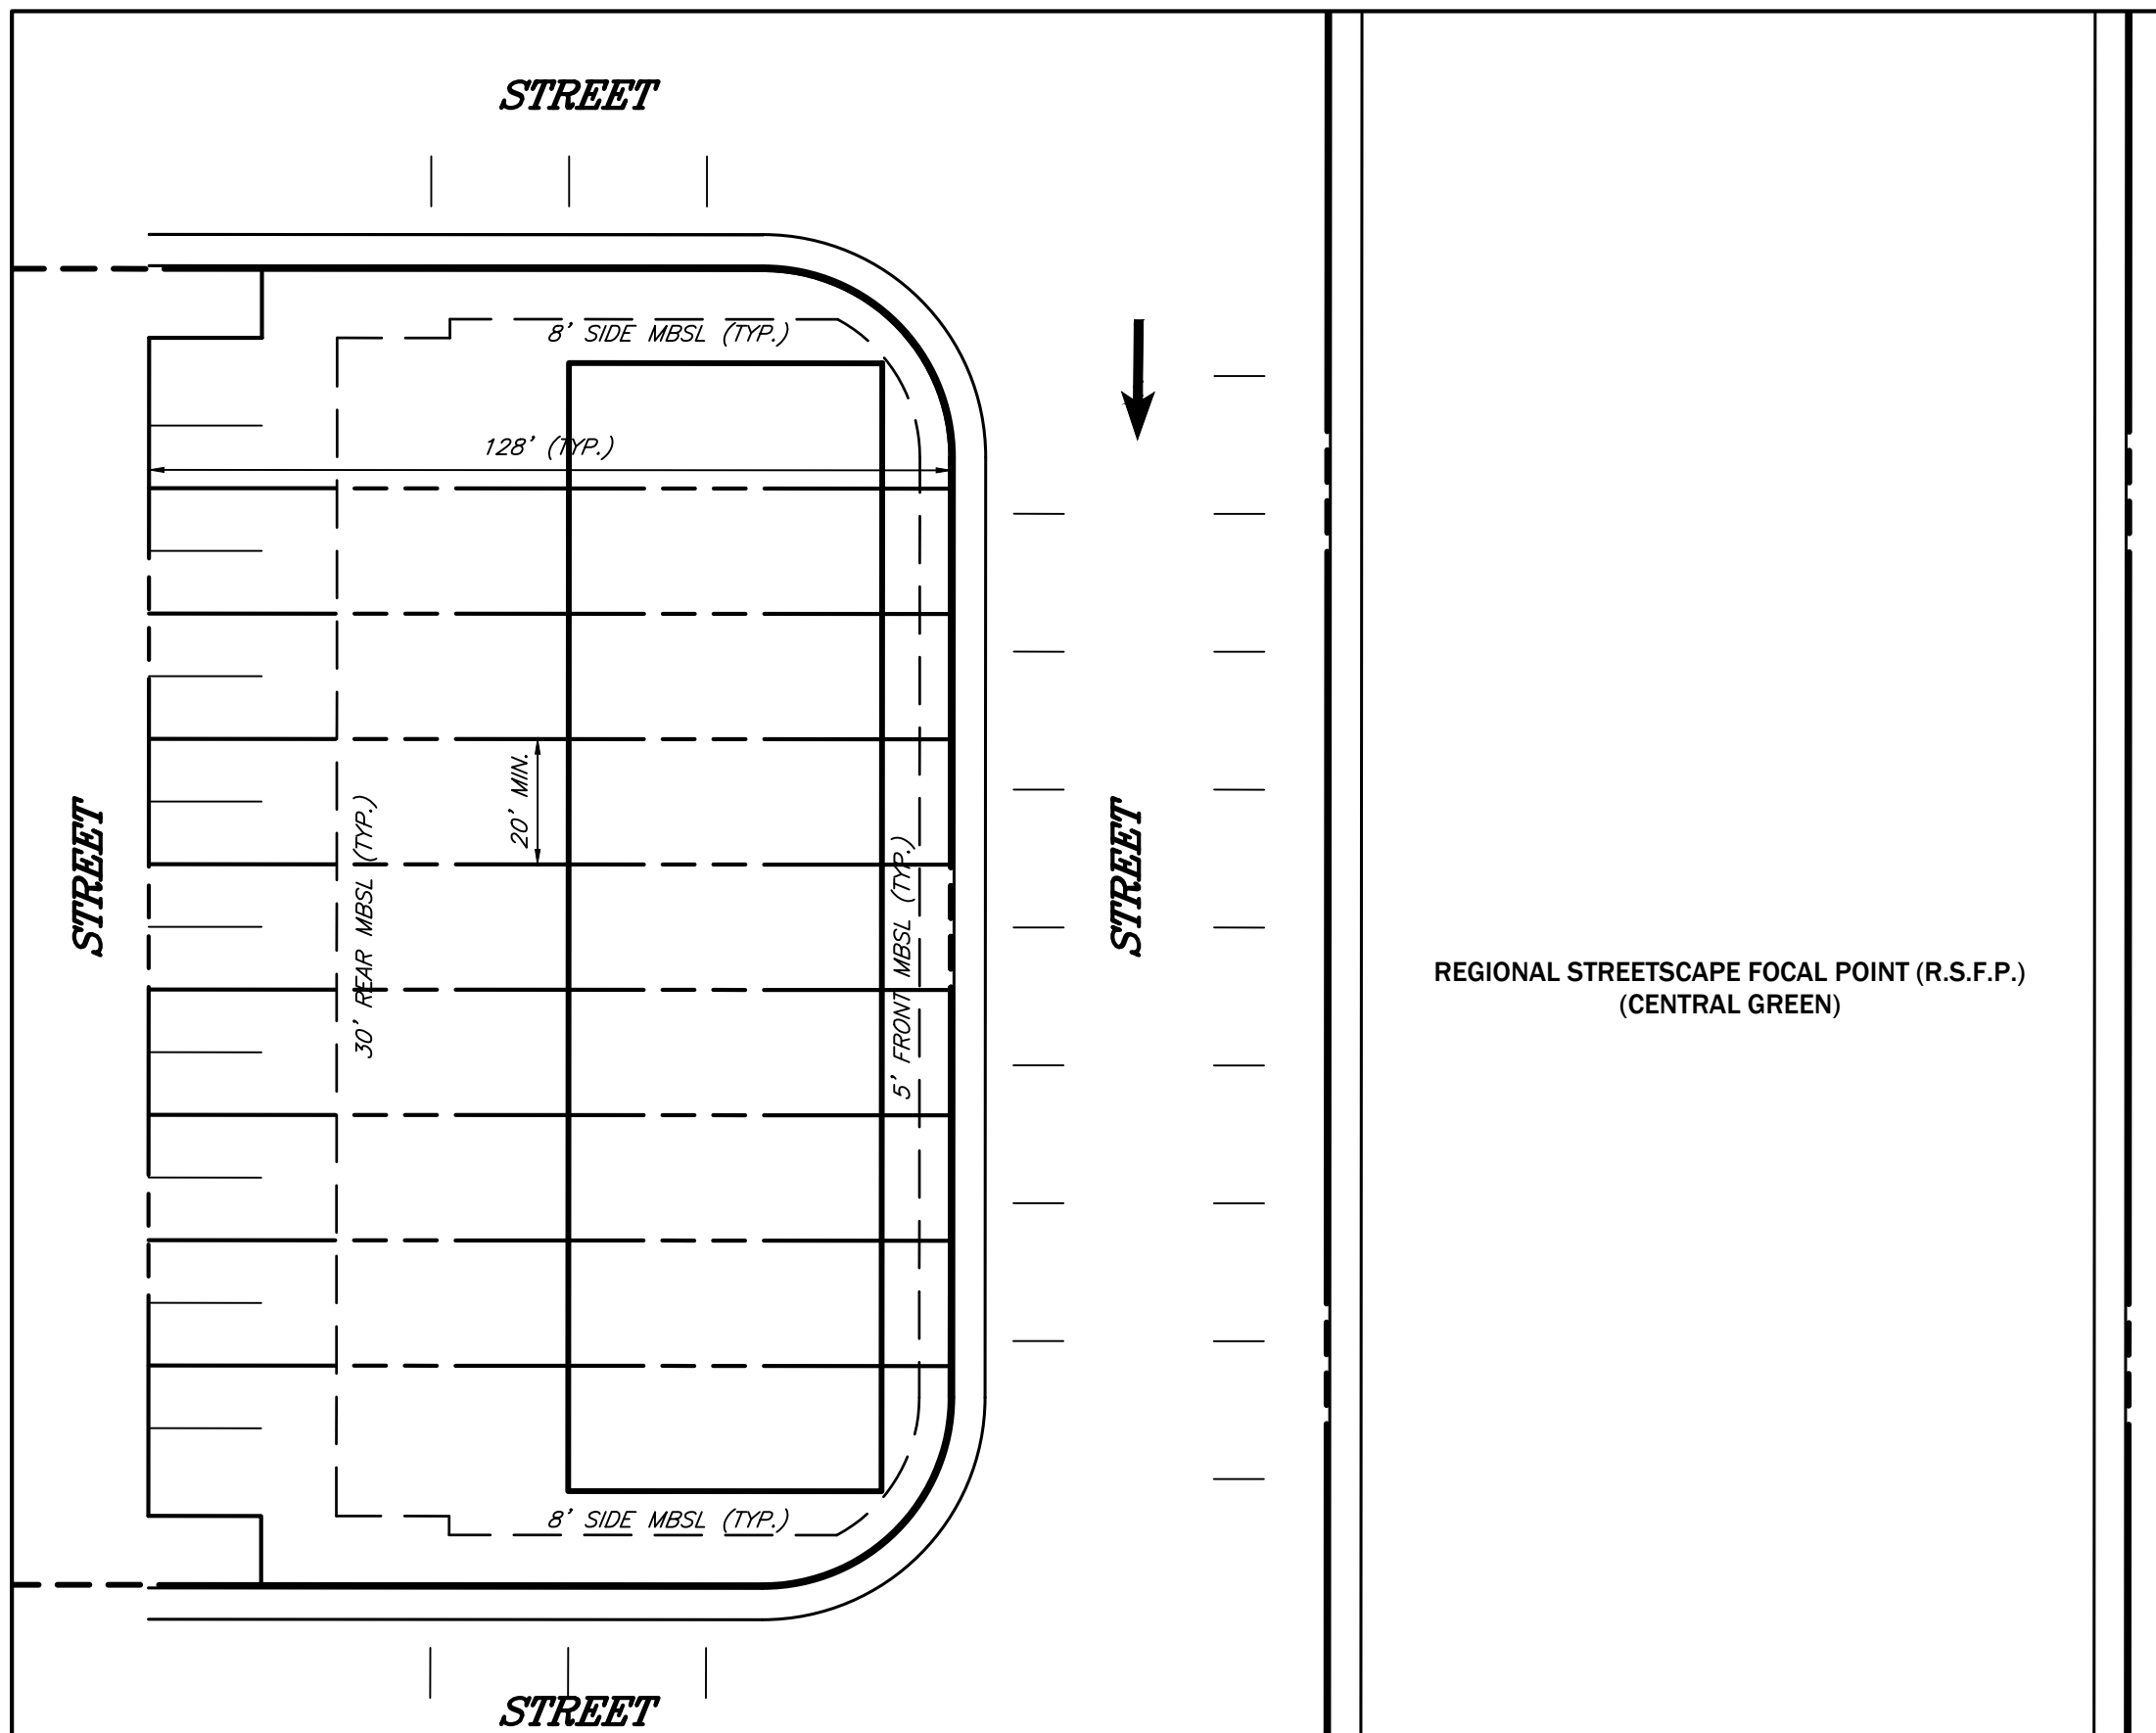 STREET
8' SIDE MBSL (TYP.)
128' (TYP.)
20' MIN.
STREET
30' REAR MBSL (TYP.)
5' FRONT MBSL (TYP.)
STREET
REGIONAL STREETSCAPE FOCAL POINT (R.S.F.P.)
(CENTRAL GREEN)
8' SIDE MBSL (TYP.)
STREET